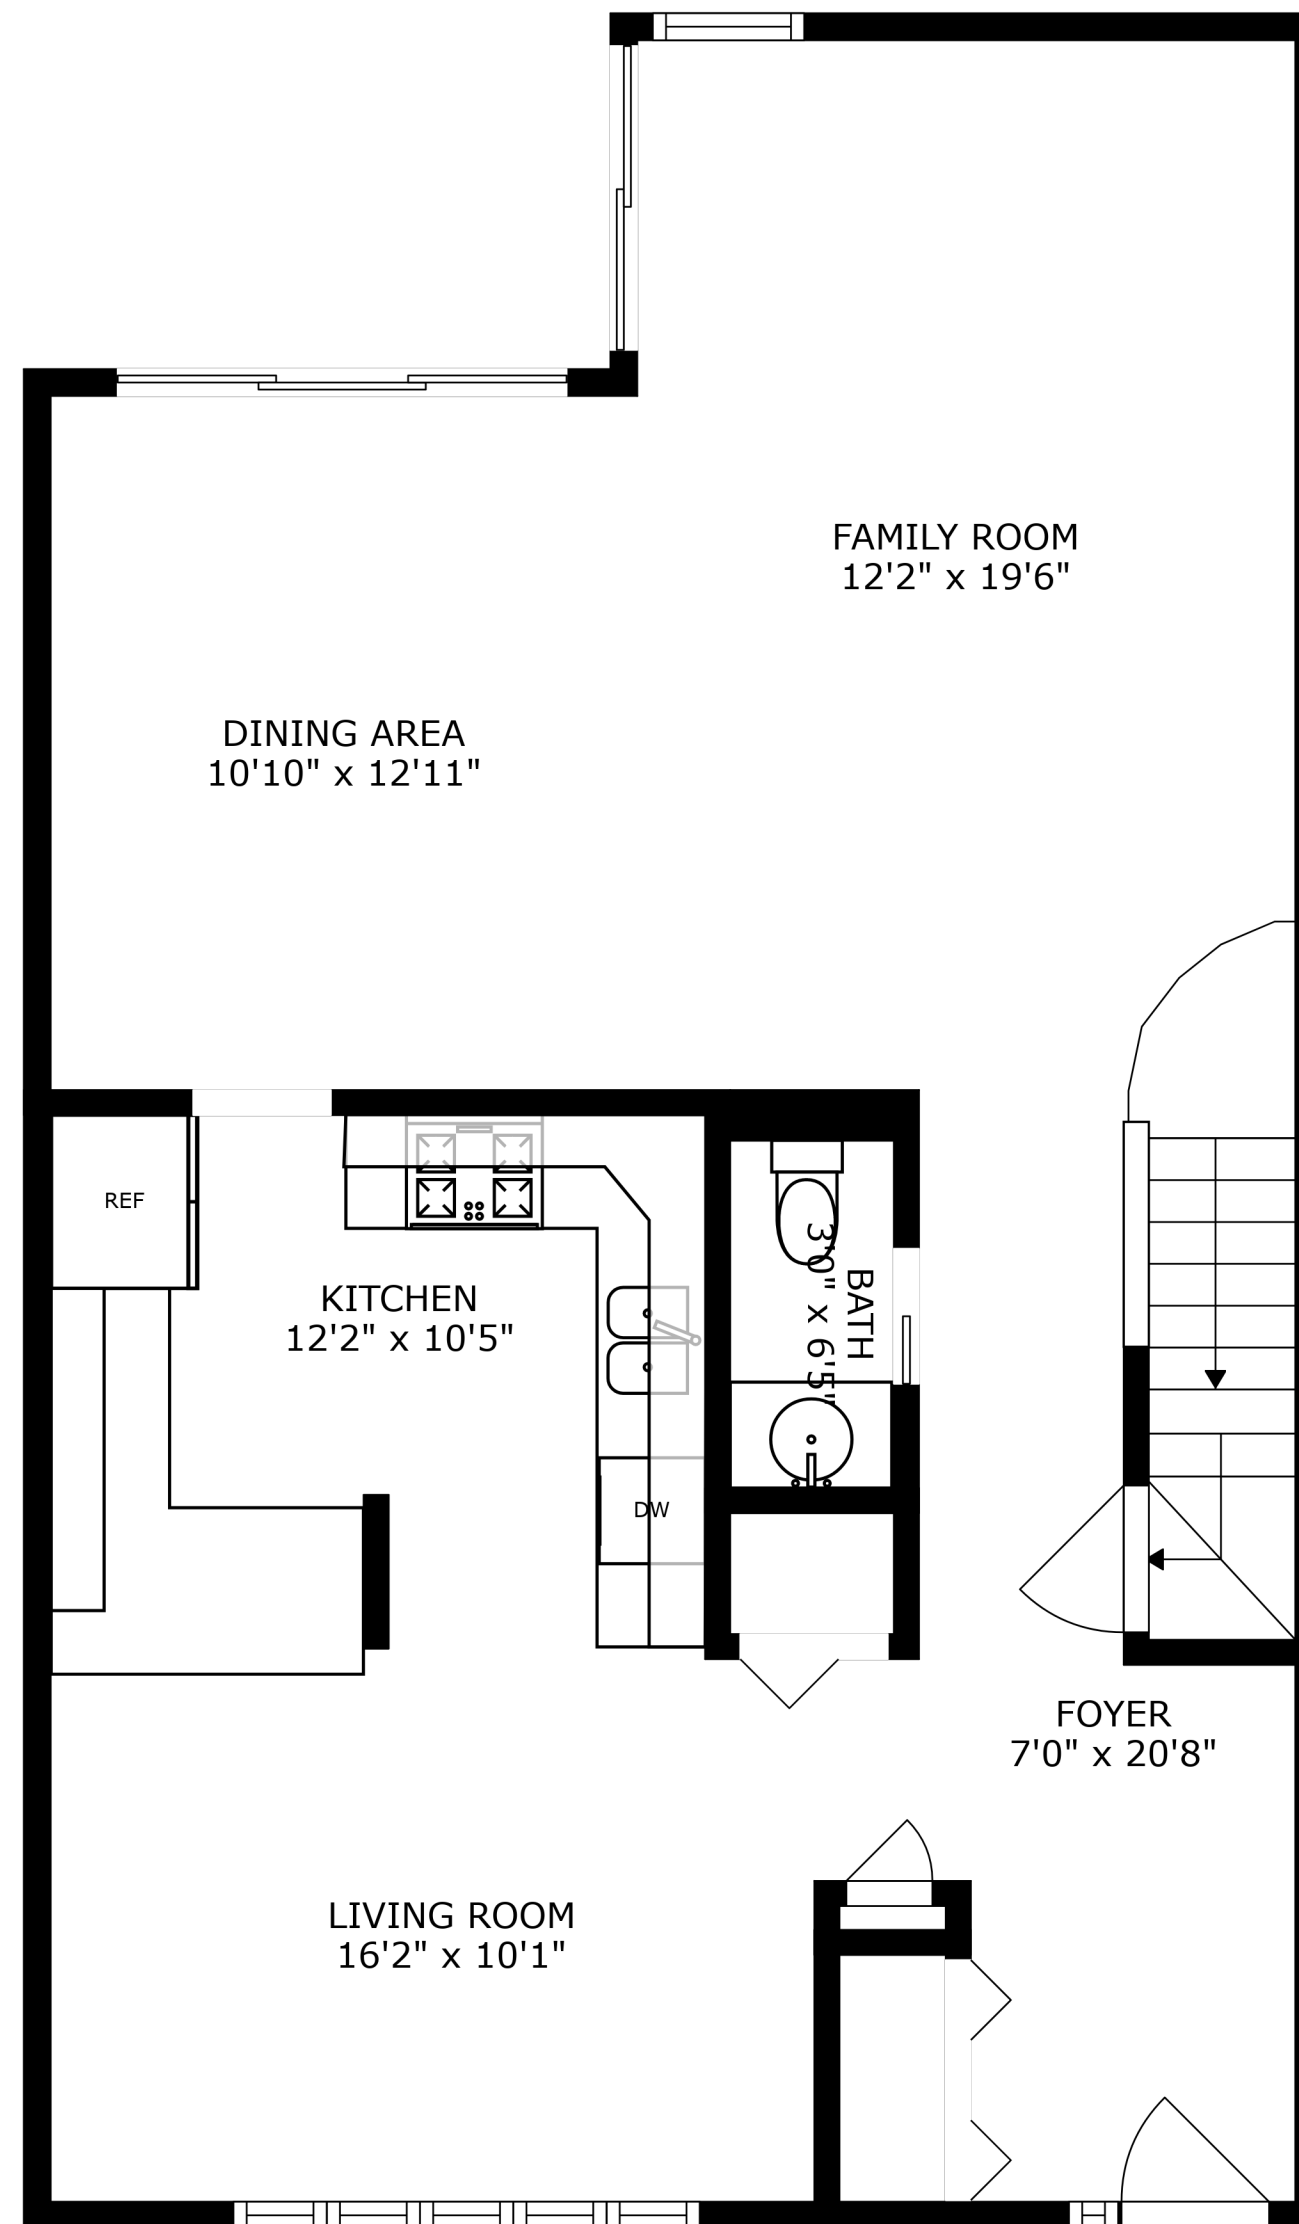 FAMILY ROOM
12'2" x 19'6"
DINING AREA
10'10" x 12'11"
REF
KITCHEN
12'2" x 10'5"
BATH
3'0" x 6'5"
DW
FOYER
7'0" x 20'8"
LIVING ROOM
16'2" x 10'1"